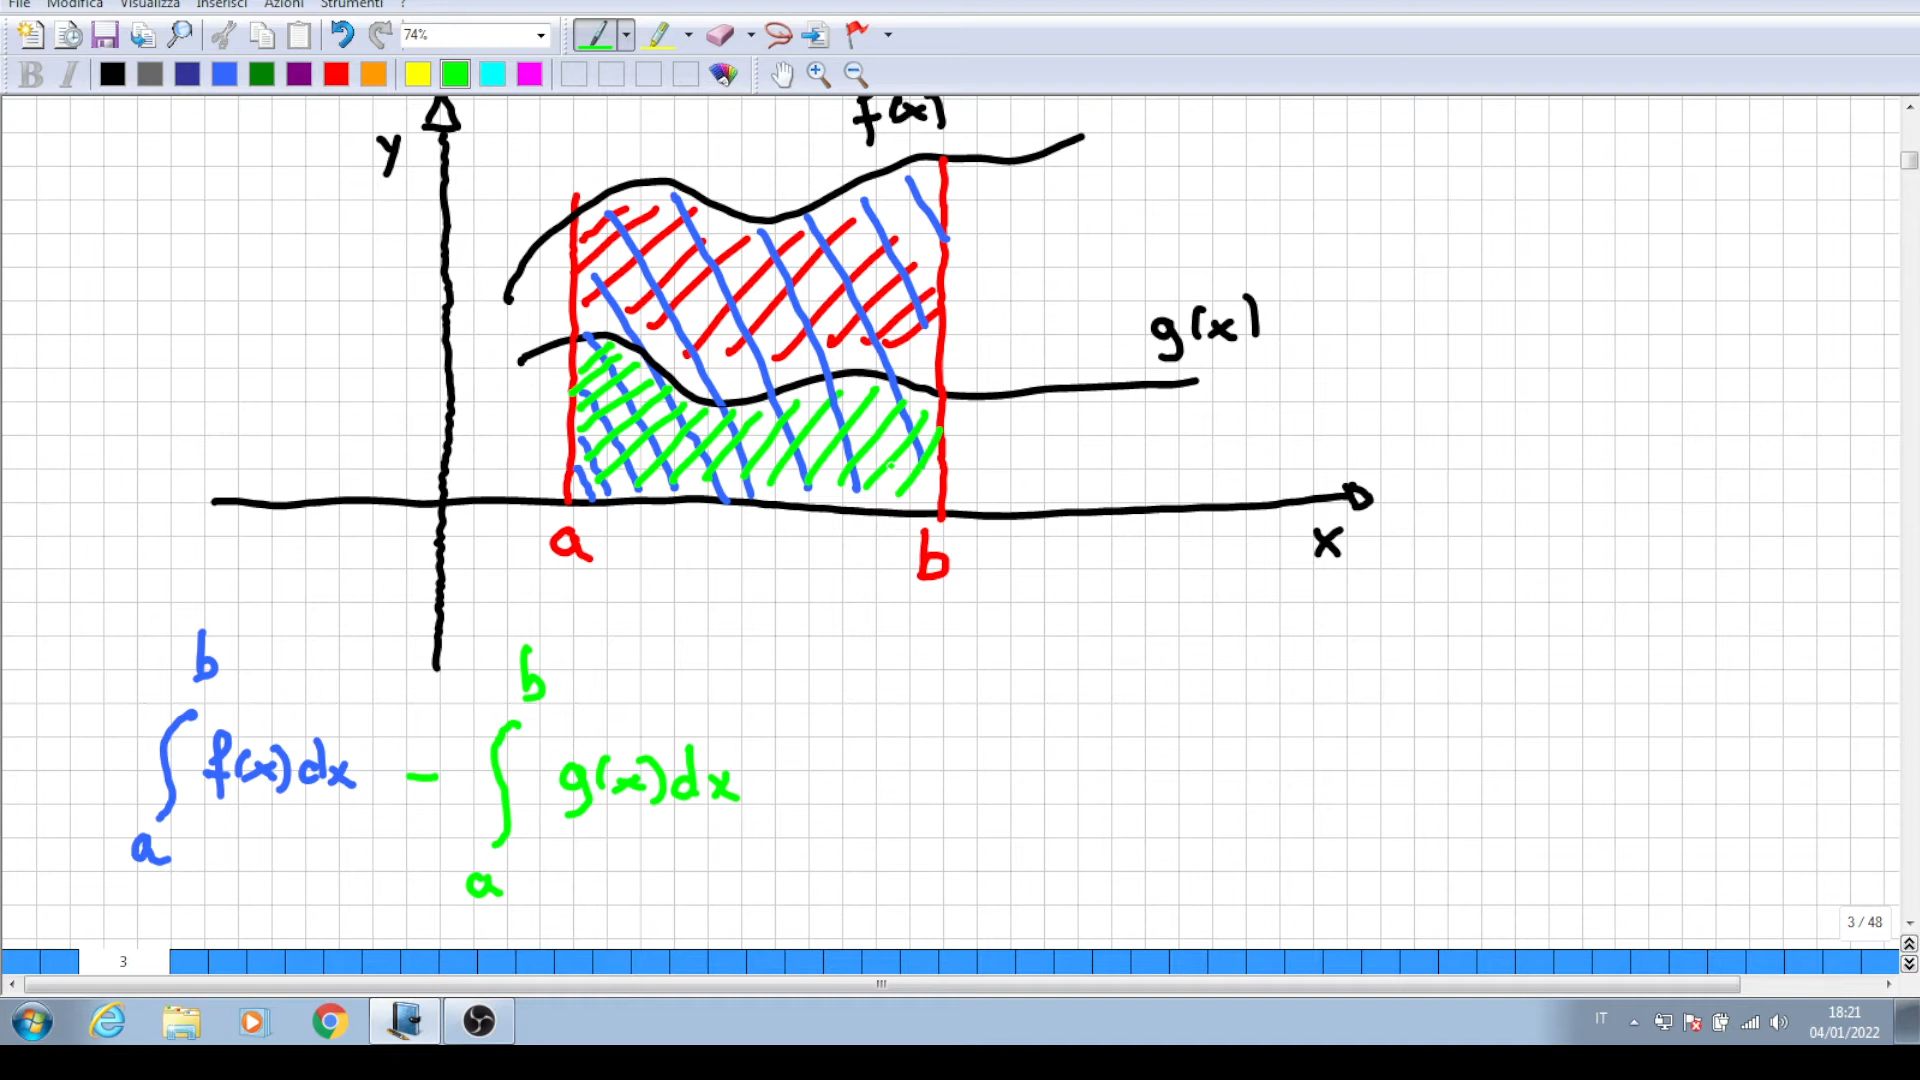 File Modifica Visualizza Inserisci Azioni Strumenti ?
74%
B I
f(x)
y
g(x)
a b x
b b
∫ f(x)dx - ∫ g(x)dx
a a
3 / 48
3
IT 18:21
04/01/2022